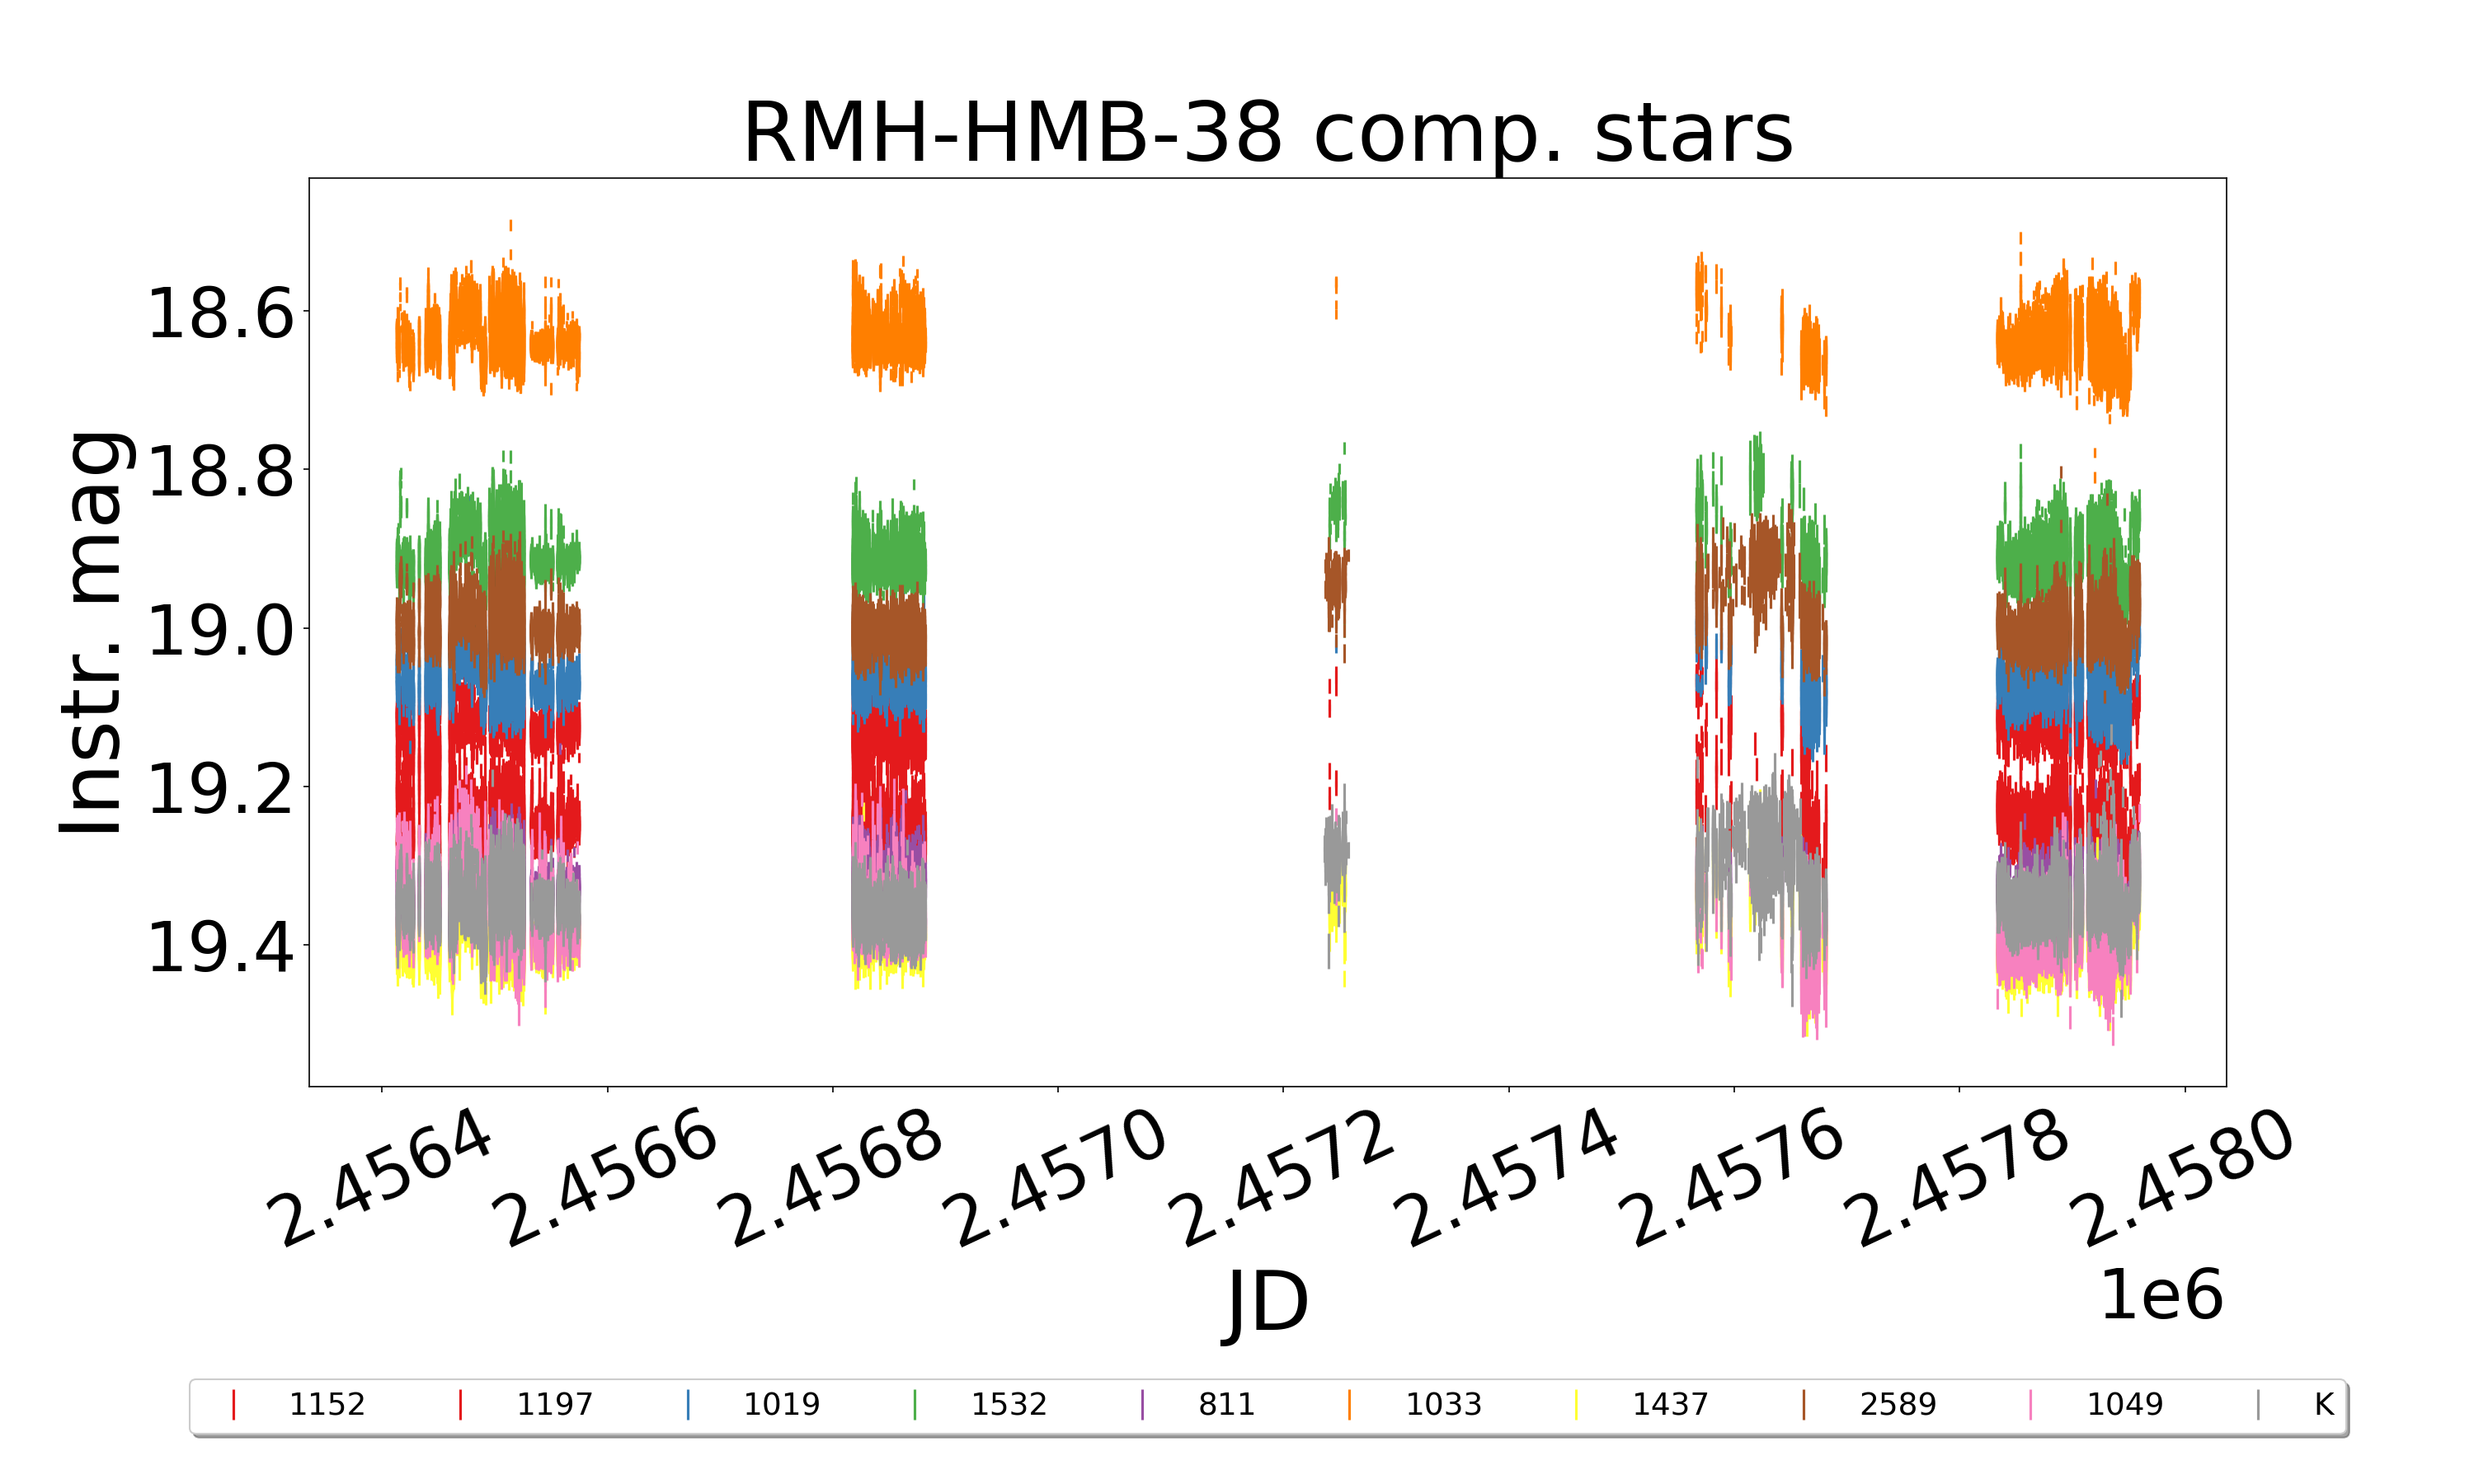 RMH-HMB-38 comp. stars
Instr. mag
18.6
18.8
19.0
19.2
19.4
2.4564 2.4566 2.4568 2.4570 2.4572 2.4574 2.4576 2.4578 2.4580
JD
1e6
1152 1197 1019 1532 811 1033 1437 2589 1049 K